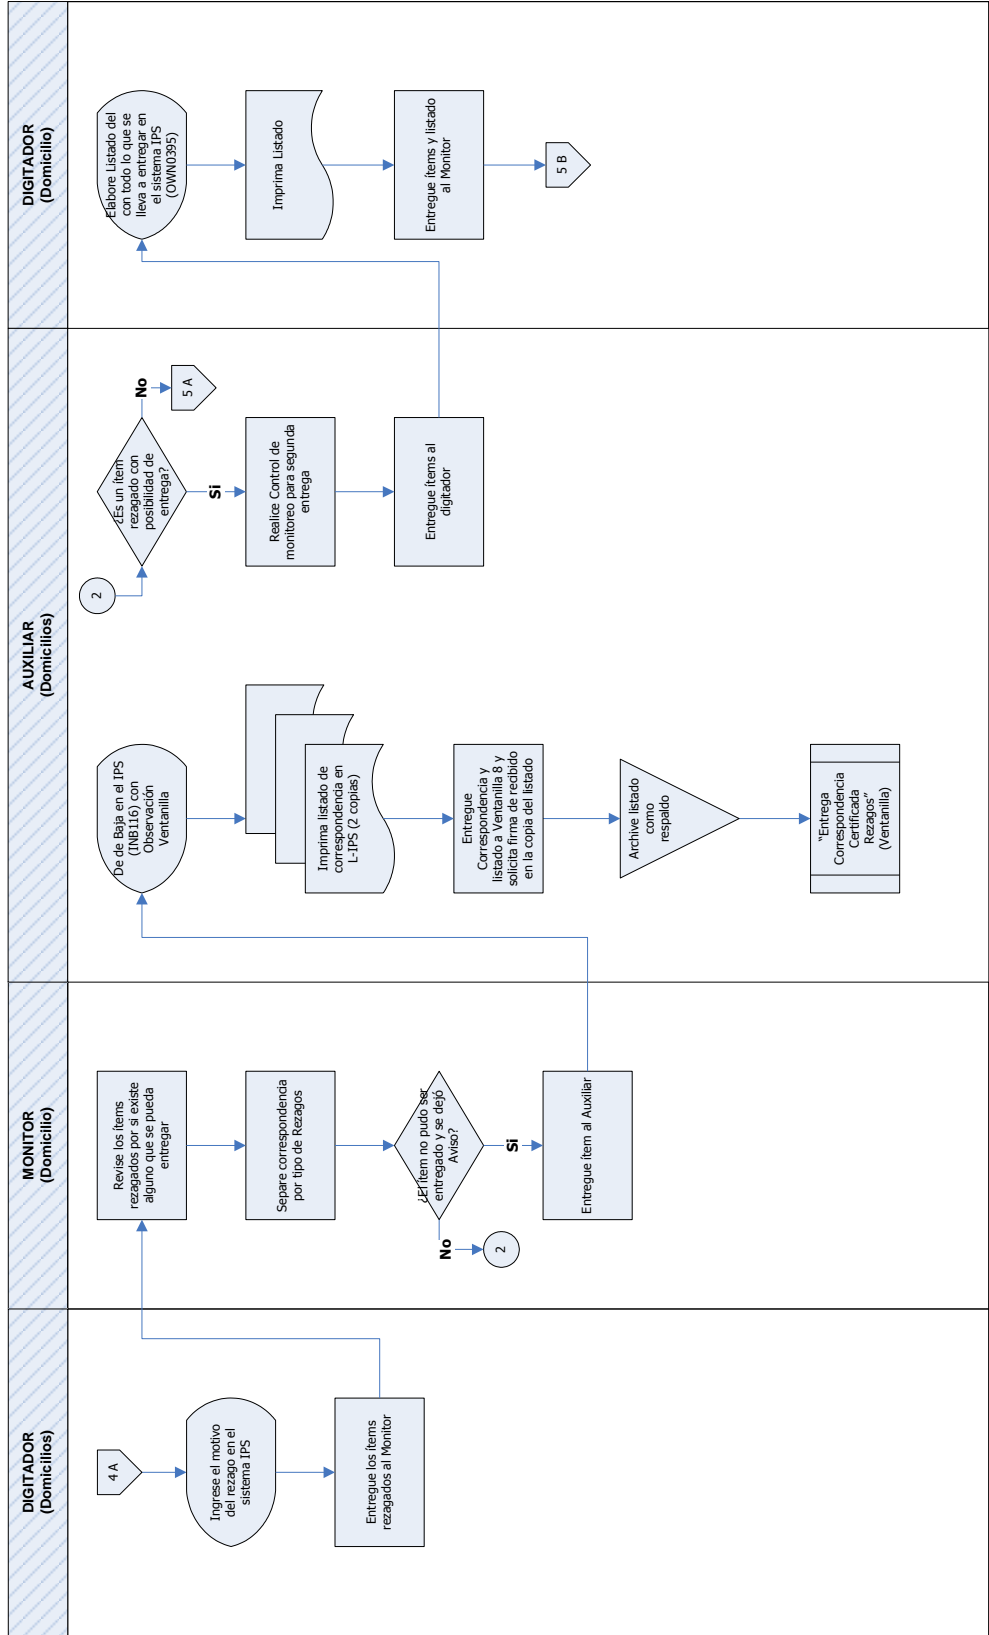 DIGITADOR
(Domicilios)
MONITOR
(Domicilio)
AUXILIAR
(Domicilios)
DIGITADOR
(Domicilio)
4 A
Ingrese el motivo
del rezago en el
sistema IPS
Entregue los ítems
rezagados al Monitor
Revise los ítems
rezagados por si existe
alguno que se pueda
entregar
Separe correspondencia
por tipo de Rezagos
¿El ítem no pudo ser
entregado y se dejó
Aviso?
No
2
Si
Entregue ítem al Auxiliar
De de Baja en el IPS
(INB116) con
Observación
Ventanilla
Imprima listado de
correspondencia en
L-IPS (2 copias)
Entregue
Correspondencia y
listado a Ventanilla 8 y
solicita firma de recibido
en la copia del listado
Archive listado
como
respaldo
“Entrega
Correspondencia
Certificada
Rezagos”
(Ventanilla)
2
¿Es un ítem
rezagado con
posibilidad de
entrega?
No
5 A
Si
Realice Control de
monitoreo para segunda
entrega
Entregue ítems al
digitador
Elabore Listado del
con todo lo que se
lleva a entregar en
el sistema IPS
(OWN0395)
Imprima Listado
Entregue ítems y listado
al Monitor
5 B